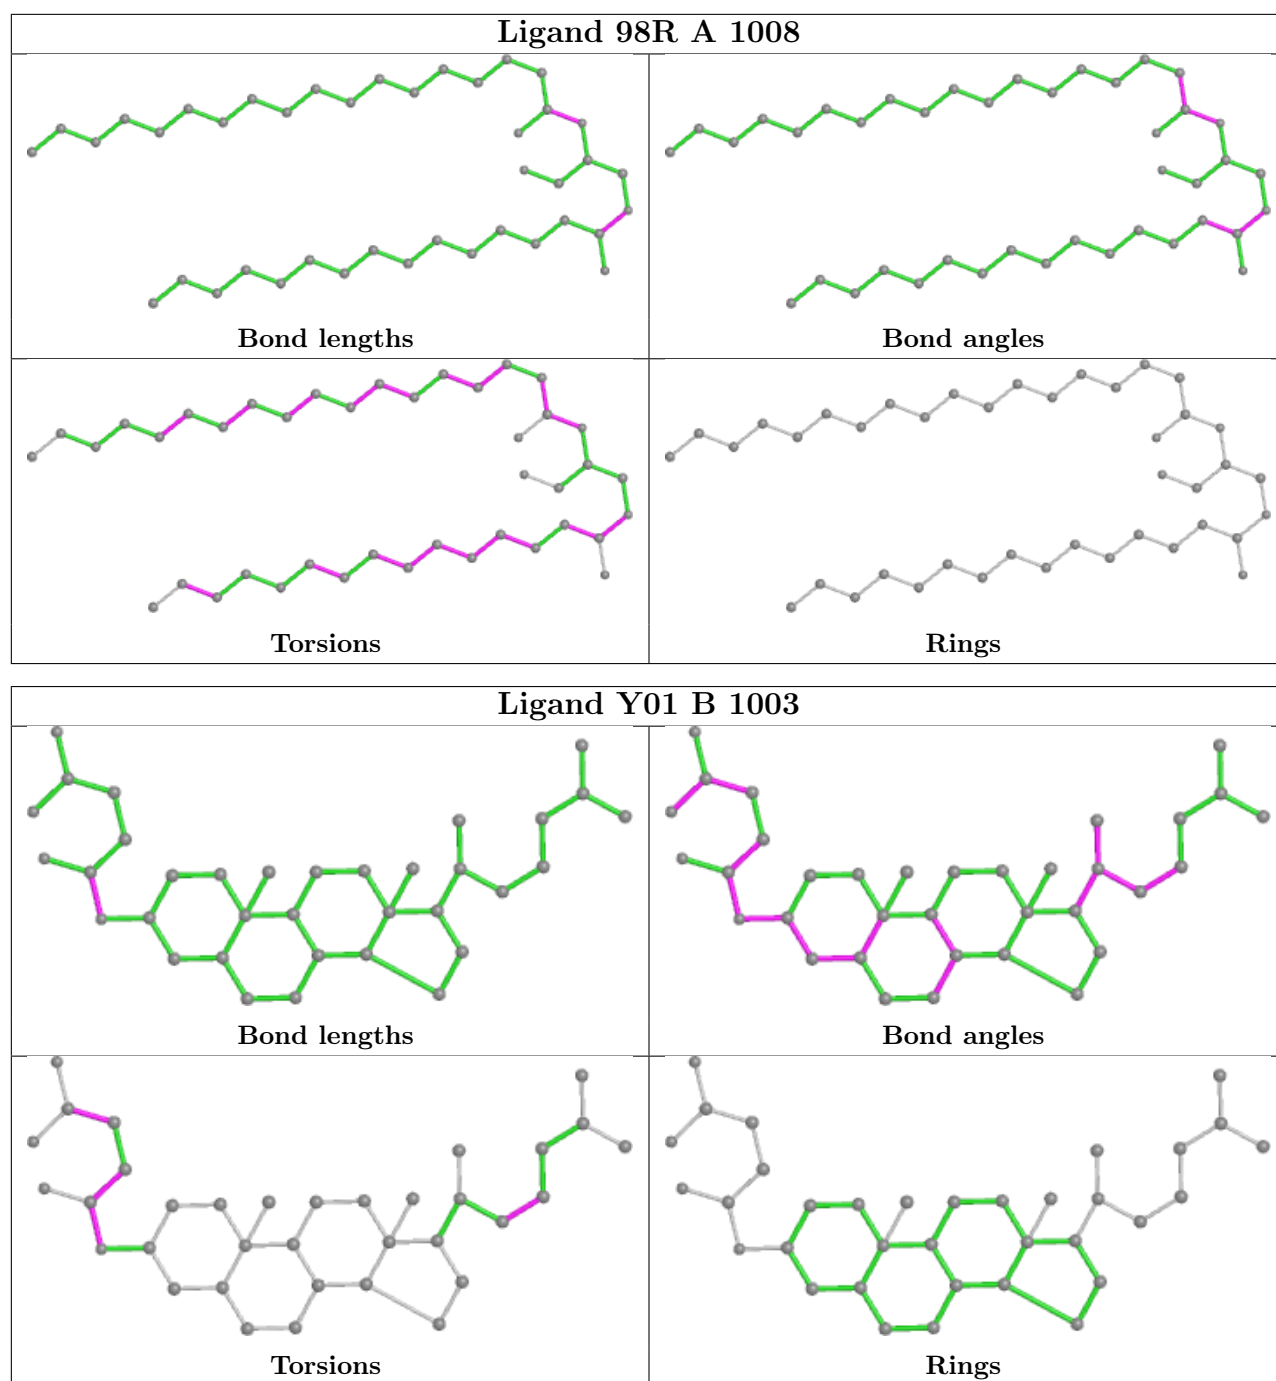 Ligand 98R A 1008
Bond lengths
Bond angles
Torsions
Rings
Ligand Y01 B 1003
Bond lengths
Bond angles
Torsions
Rings